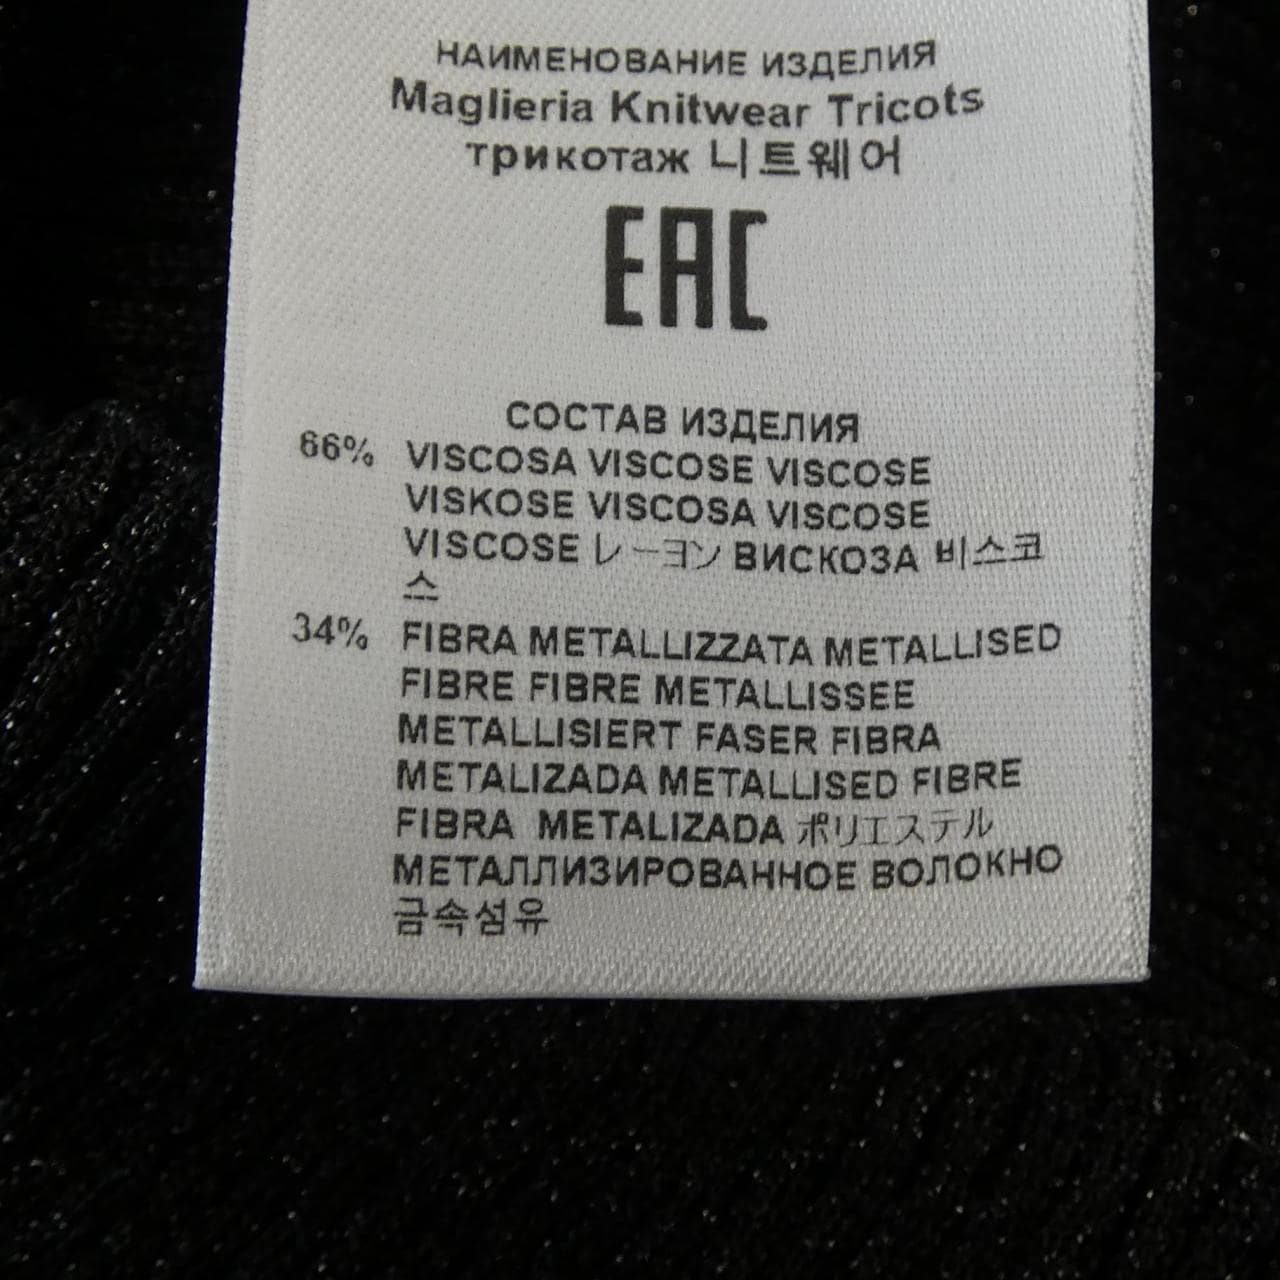 НАИМЕНОВАНИЕ ИЗДЕЛИЯ
Maglieria Knitwear Tricots
трикотаж 니트웨어
EAC
СОСТАВ ИЗДЕЛИЯ
66% VISCOSA VISCOSE VISCOSE
VISKOSE VISCOSA VISCOSE
VISCOSE レーヨン ВИСКОЗА 비스코
스
34% FIBRA METALLIZZATA METALLISED
FIBRE FIBRE METALLISSEE
METALLISIERT FASER FIBRA
METALIZADA METALLISED FIBRE
FIBRA METALIZADA ポリエステル
МЕТАЛЛИЗИРОВАННОЕ ВОЛОКНО
금속섬유